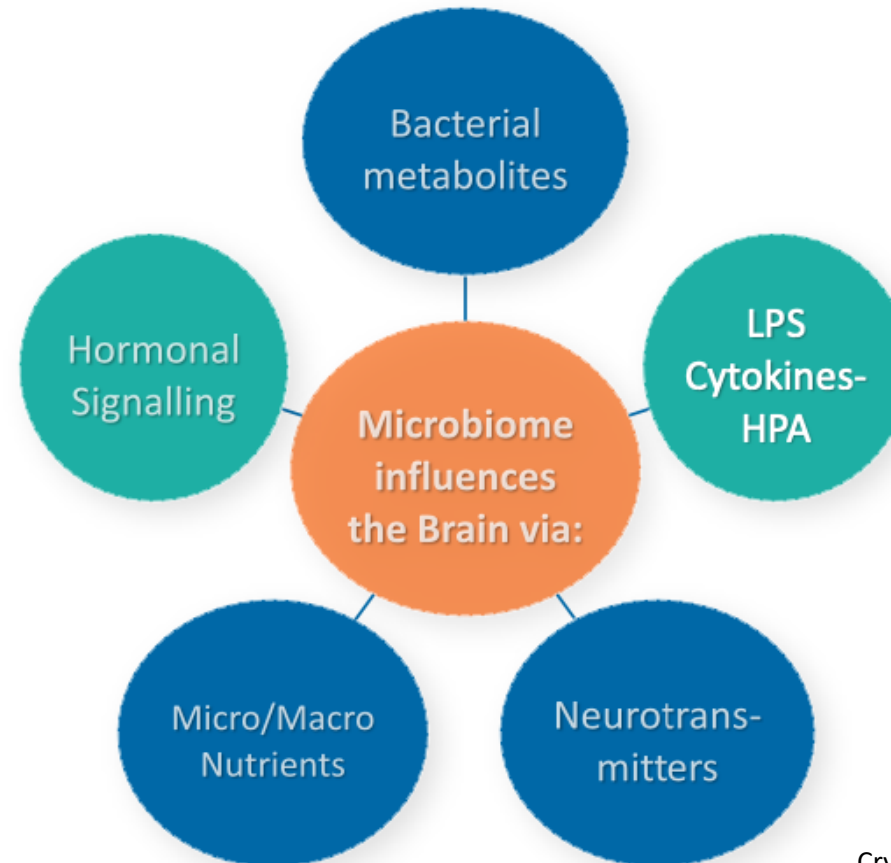 Bacterial
metabolites
Hormonal
Signalling
LPS
Cytokines-
HPA
Microbiome
influences
the Brain via:
Micro/Macro
Nutrients
Neurotrans-
mitters